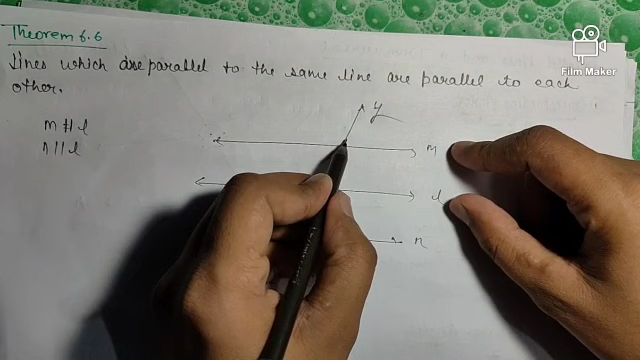 Theorem 6.6
Lines which are parallel to the same line are parallel to each
other.
m || l
n || l
y
m
l
n
Film Maker